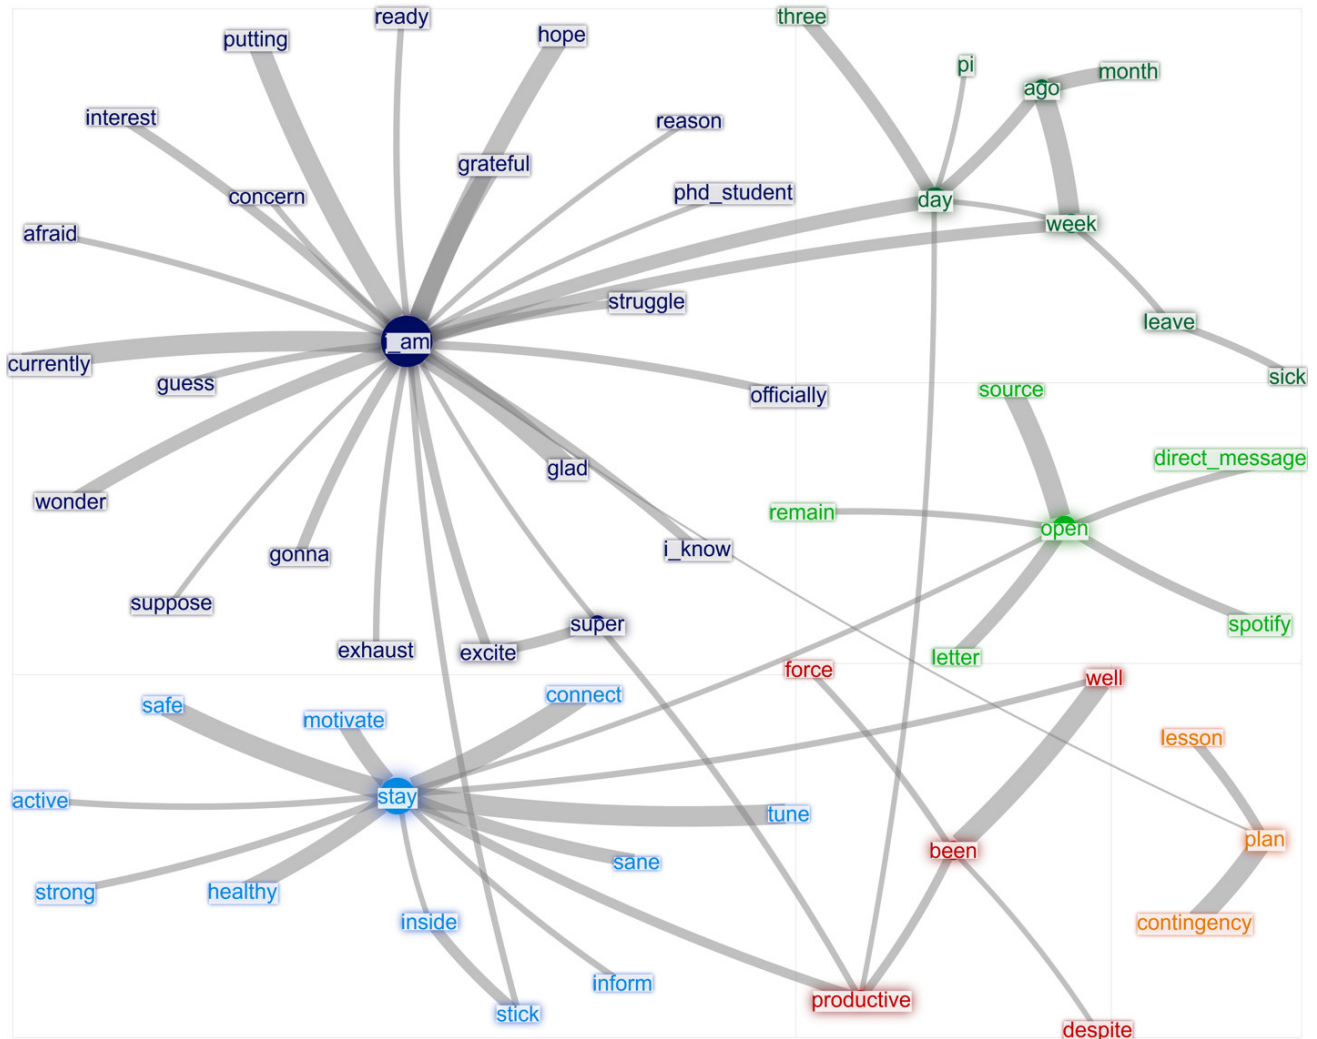 ready
three
putting
hope
pi
month
ago
interest
reason
grateful
phd_student
concern
day
week
afraid
struggle
leave
i_am
currently
guess
sick
officially
source
direct_message
glad
wonder
remain
open
gonna
i_know
suppose
super
spotify
exhaust
excite
letter
force
well
safe
motivate
connect
lesson
active
stay
tune
plan
been
sane
strong
healthy
inside
contingency
inform
productive
stick
despite